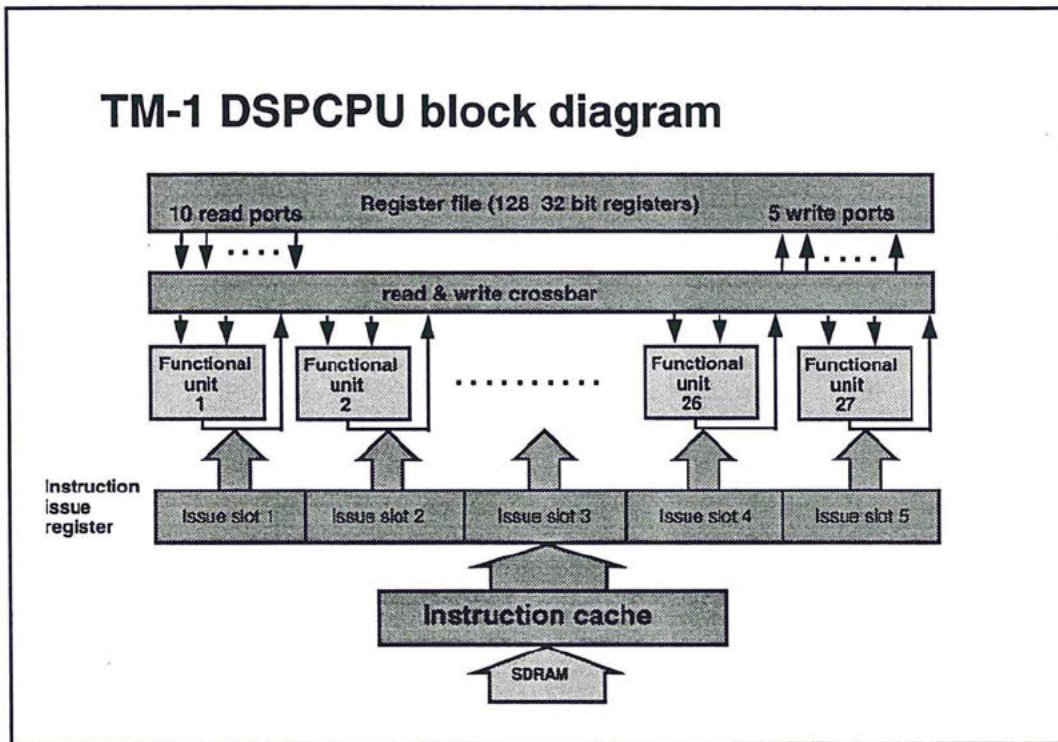 TM-1 DSPCPU block diagram
Register file (128 32 bit registers)
10 read ports
5 write ports
read & write crossbar
Functional
unit
1
Functional
unit
2
Functional
unit
26
Functional
unit
27
Instruction
issue
register
Issue slot 1
Issue slot 2
Issue slot 3
Issue slot 4
Issue slot 5
Instruction cache
SDRAM